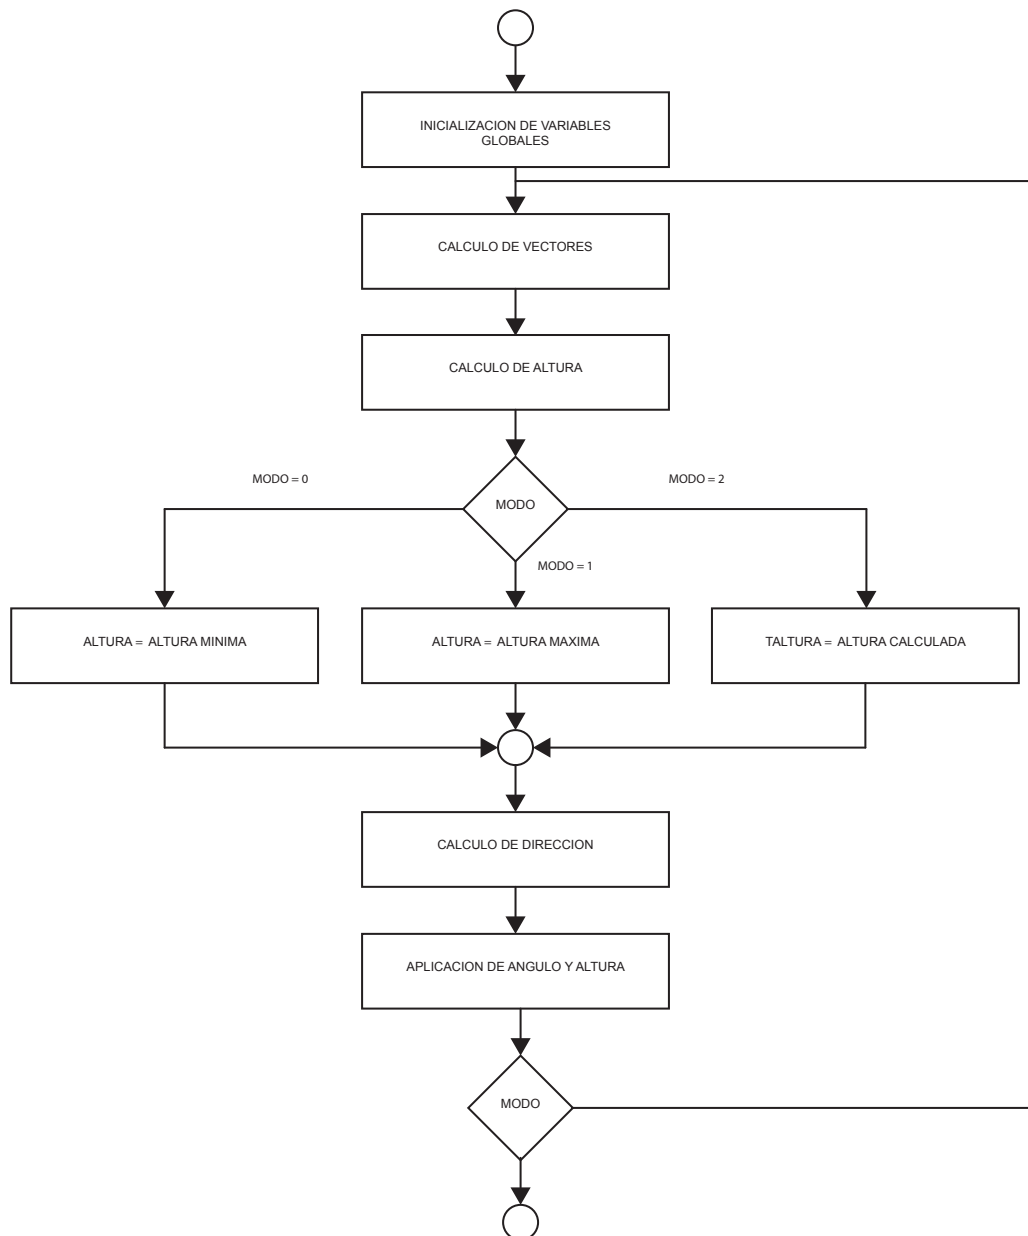 INICIALIZACION DE VARIABLES
GLOBALES
CALCULO DE VECTORES
CALCULO DE ALTURA
MODO = 0
MODO = 2
MODO
MODO = 1
ALTURA = ALTURA MINIMA
ALTURA = ALTURA MAXIMA
TALTURA = ALTURA CALCULADA
CALCULO DE DIRECCION
APLICACION DE ANGULO Y ALTURA
MODO